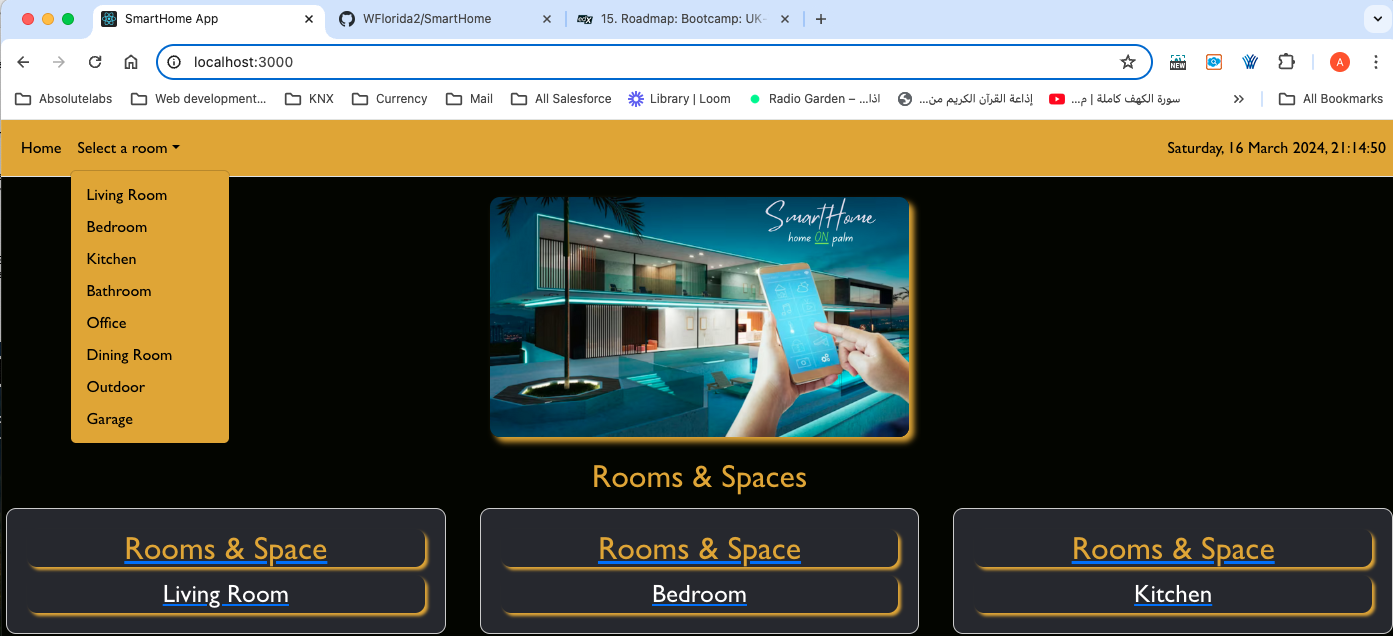 SmartHome App
WFlorida2/SmartHome
15. Roadmap: Bootcamp: UK-
localhost:3000
NEW
A
Absolutelabs
Web development...
KNX
Currency
Mail
All Salesforce
Library | Loom
Radio Garden – اذا...
إذاعة القرآن الكريم من...
سورة الكهف كاملة | م...
All Bookmarks
Home
Select a room
Saturday, 16 March 2024, 21:14:50
Living Room
Bedroom
Kitchen
Bathroom
Office
Dining Room
Outdoor
Garage
SmartHome
home ON palm
Rooms & Spaces
Rooms & Space
Living Room
Rooms & Space
Bedroom
Rooms & Space
Kitchen